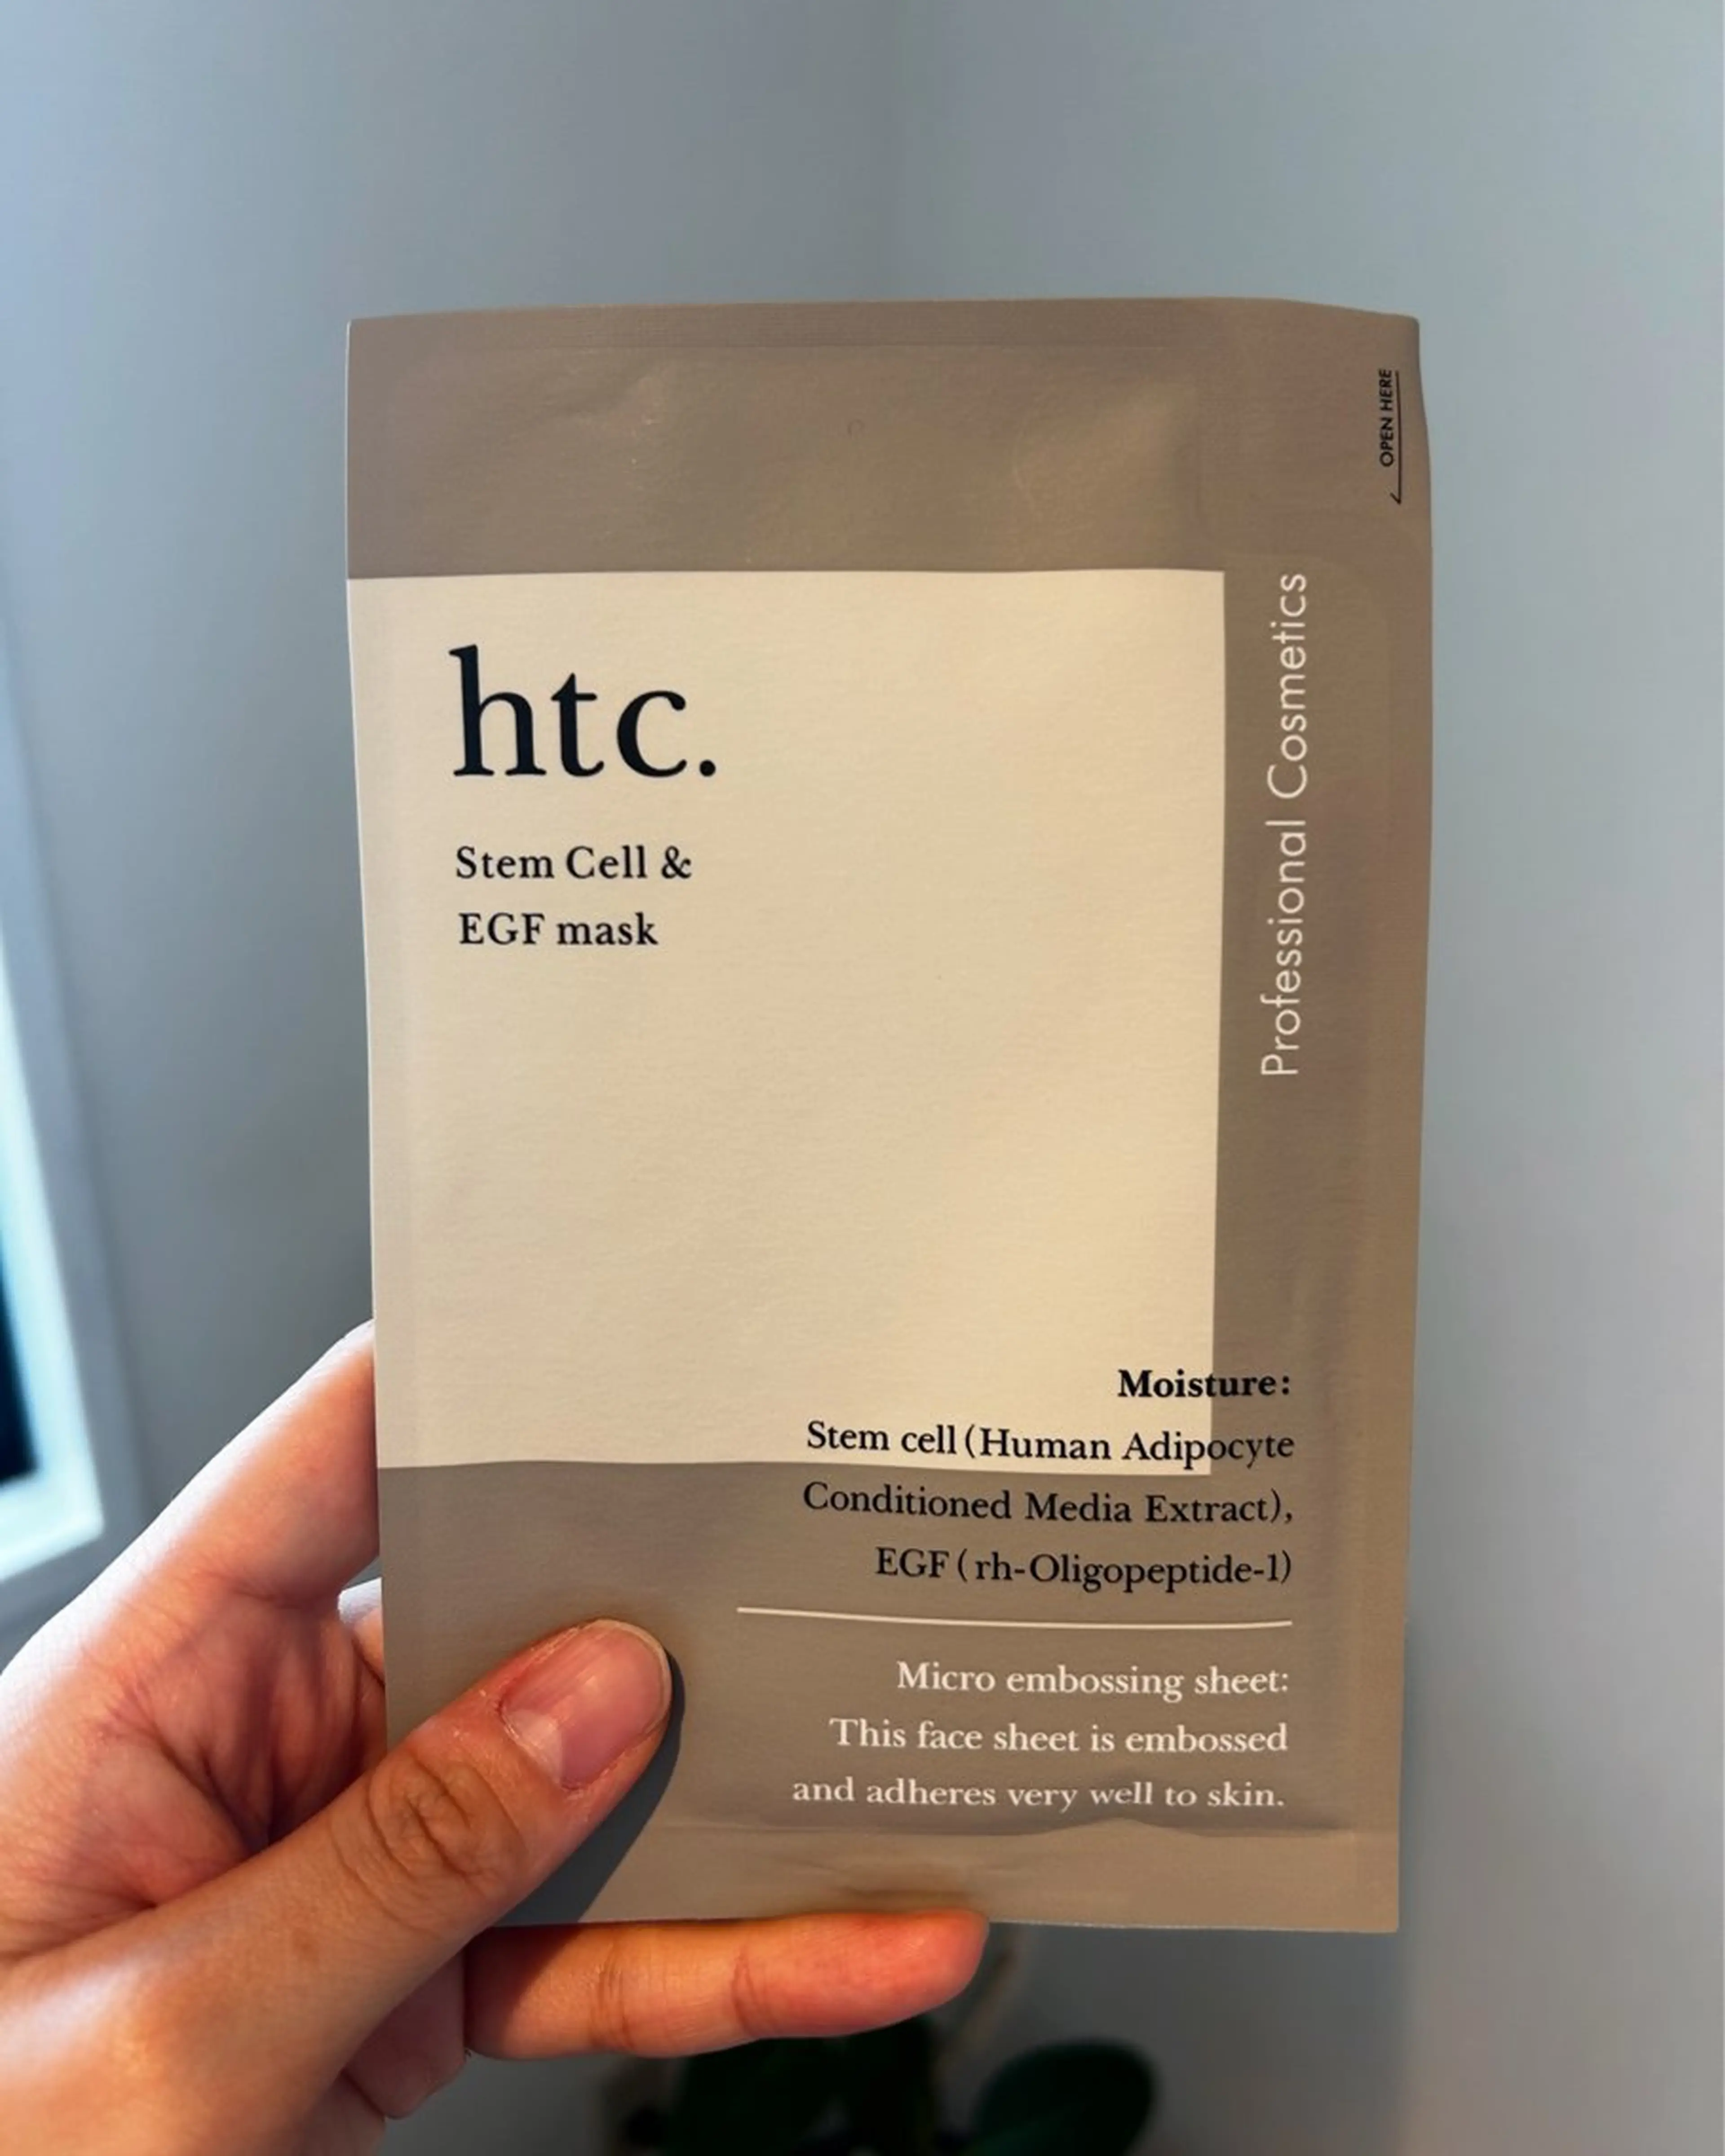 OPEN HERE
htc.
Stem Cell &
EGF mask
Professional Cosmetics
Moisture:
Stem cell (Human Adipocyte
Conditioned Media Extract),
EGF ( rh-Oligopeptide-1)
Micro embossing sheet:
This face sheet is embossed
and adheres very well to skin.